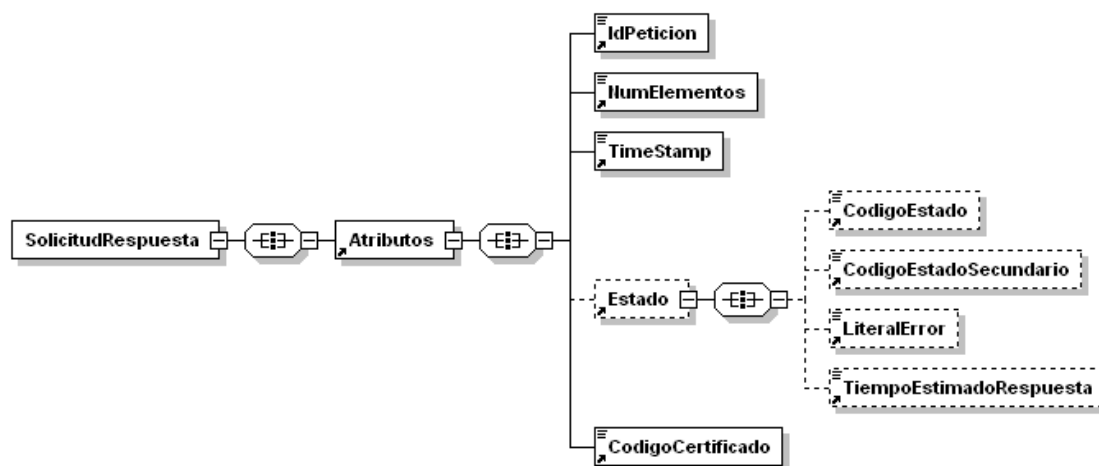 IdPeticion
NumElementos
TimeStamp
SolicitudRespuesta
Atributos
Estado
CodigoEstado
CodigoEstadoSecundario
LiteralError
TiempoEstimadoRespuesta
CodigoCertificado